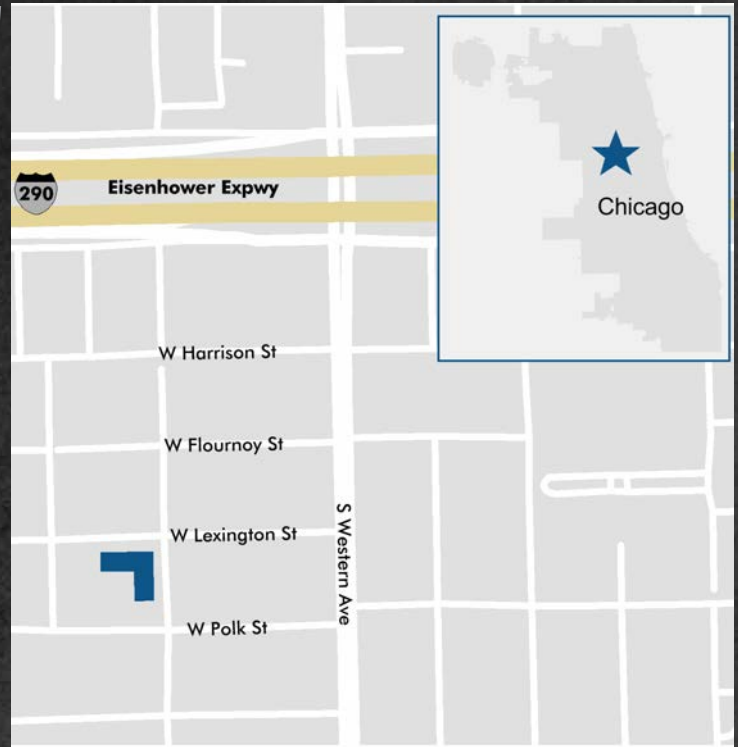 290
Eisenhower Expwy
Chicago
W Harrison St
W Flournoy St
W Lexington St
S Western Ave
W Polk St